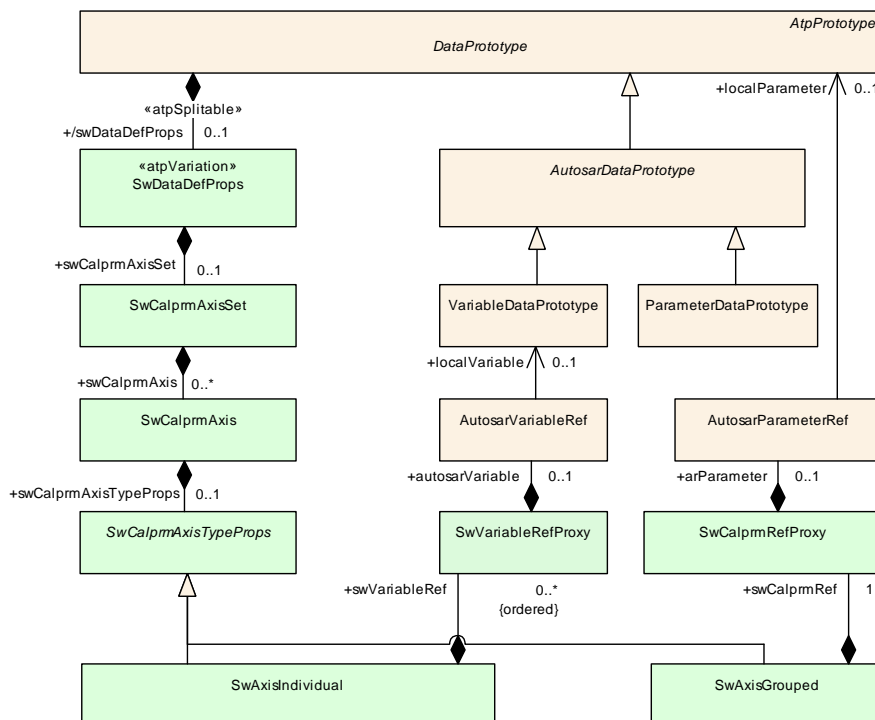 AtpPrototype
DataPrototype
+localParameter 0..1
«atpSplitable»
+/swDataDefProps 0..1
«atpVariation»
SwDataDefProps
AutosarDataPrototype
+swCalprmAxisSet 0..1
SwCalprmAxisSet
VariableDataPrototype
ParameterDataPrototype
+localVariable 0..1
+swCalprmAxis 0..*
SwCalprmAxis
AutosarVariableRef
AutosarParameterRef
+swCalprmAxisTypeProps 0..1
+autosarVariable 0..1
+arParameter 0..1
SwCalprmAxisTypeProps
SwVariableRefProxy
SwCalprmRefProxy
+swVariableRef 0..*
{ordered}
+swCalprmRef 1
SwAxisIndividual
SwAxisGrouped